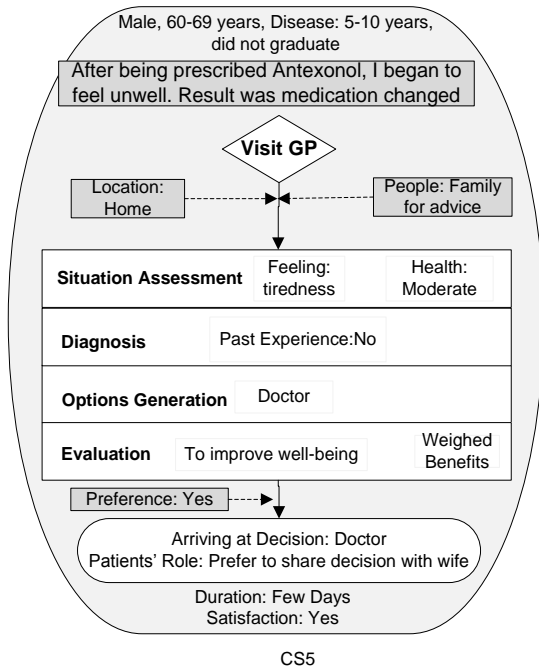 Male, 60-69 years, Disease: 5-10 years,
did not graduate
After being prescribed Antexonol, I began to
feel unwell. Result was medication changed
Visit GP
Location:
Home
People: Family
for advice
Situation Assessment
Feeling:
tiredness
Health:
Moderate
Diagnosis
Past Experience:No
Options Generation
Doctor
Evaluation
To improve well-being
Weighed
Benefits
Preference: Yes
Arriving at Decision: Doctor
Patients' Role: Prefer to share decision with wife
Duration: Few Days
Satisfaction: Yes
CS5